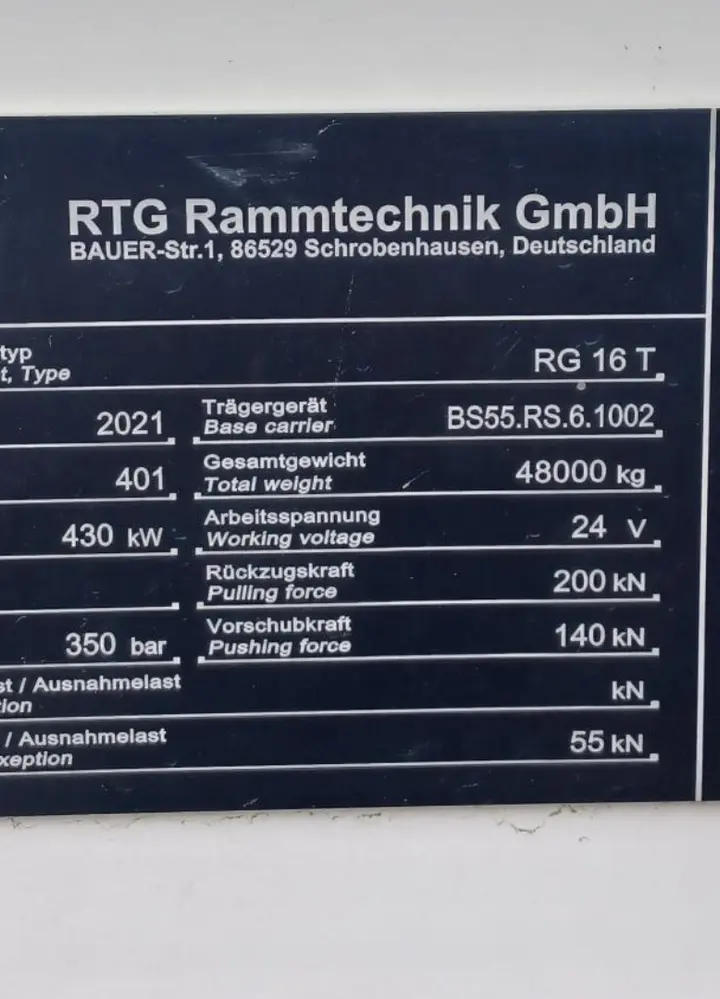 RTG Rammtechnik GmbH
BAUER-Str.1, 86529 Schrobenhausen, Deutschland
typ
t, Type
RG 16 T
2021
Trägergerät
Base carrier
BS55.RS.6.1002
401
Gesamtgewicht
Total weight
48000 kg
430 kW
Arbeitsspannung
Working voltage
24 V
Rückzugskraft
Pulling force
200 kN
350 bar
Vorschubkraft
Pushing force
140 kN
st / Ausnahmelast
ion
kN
/ Ausnahmelast
xeption
55 kN